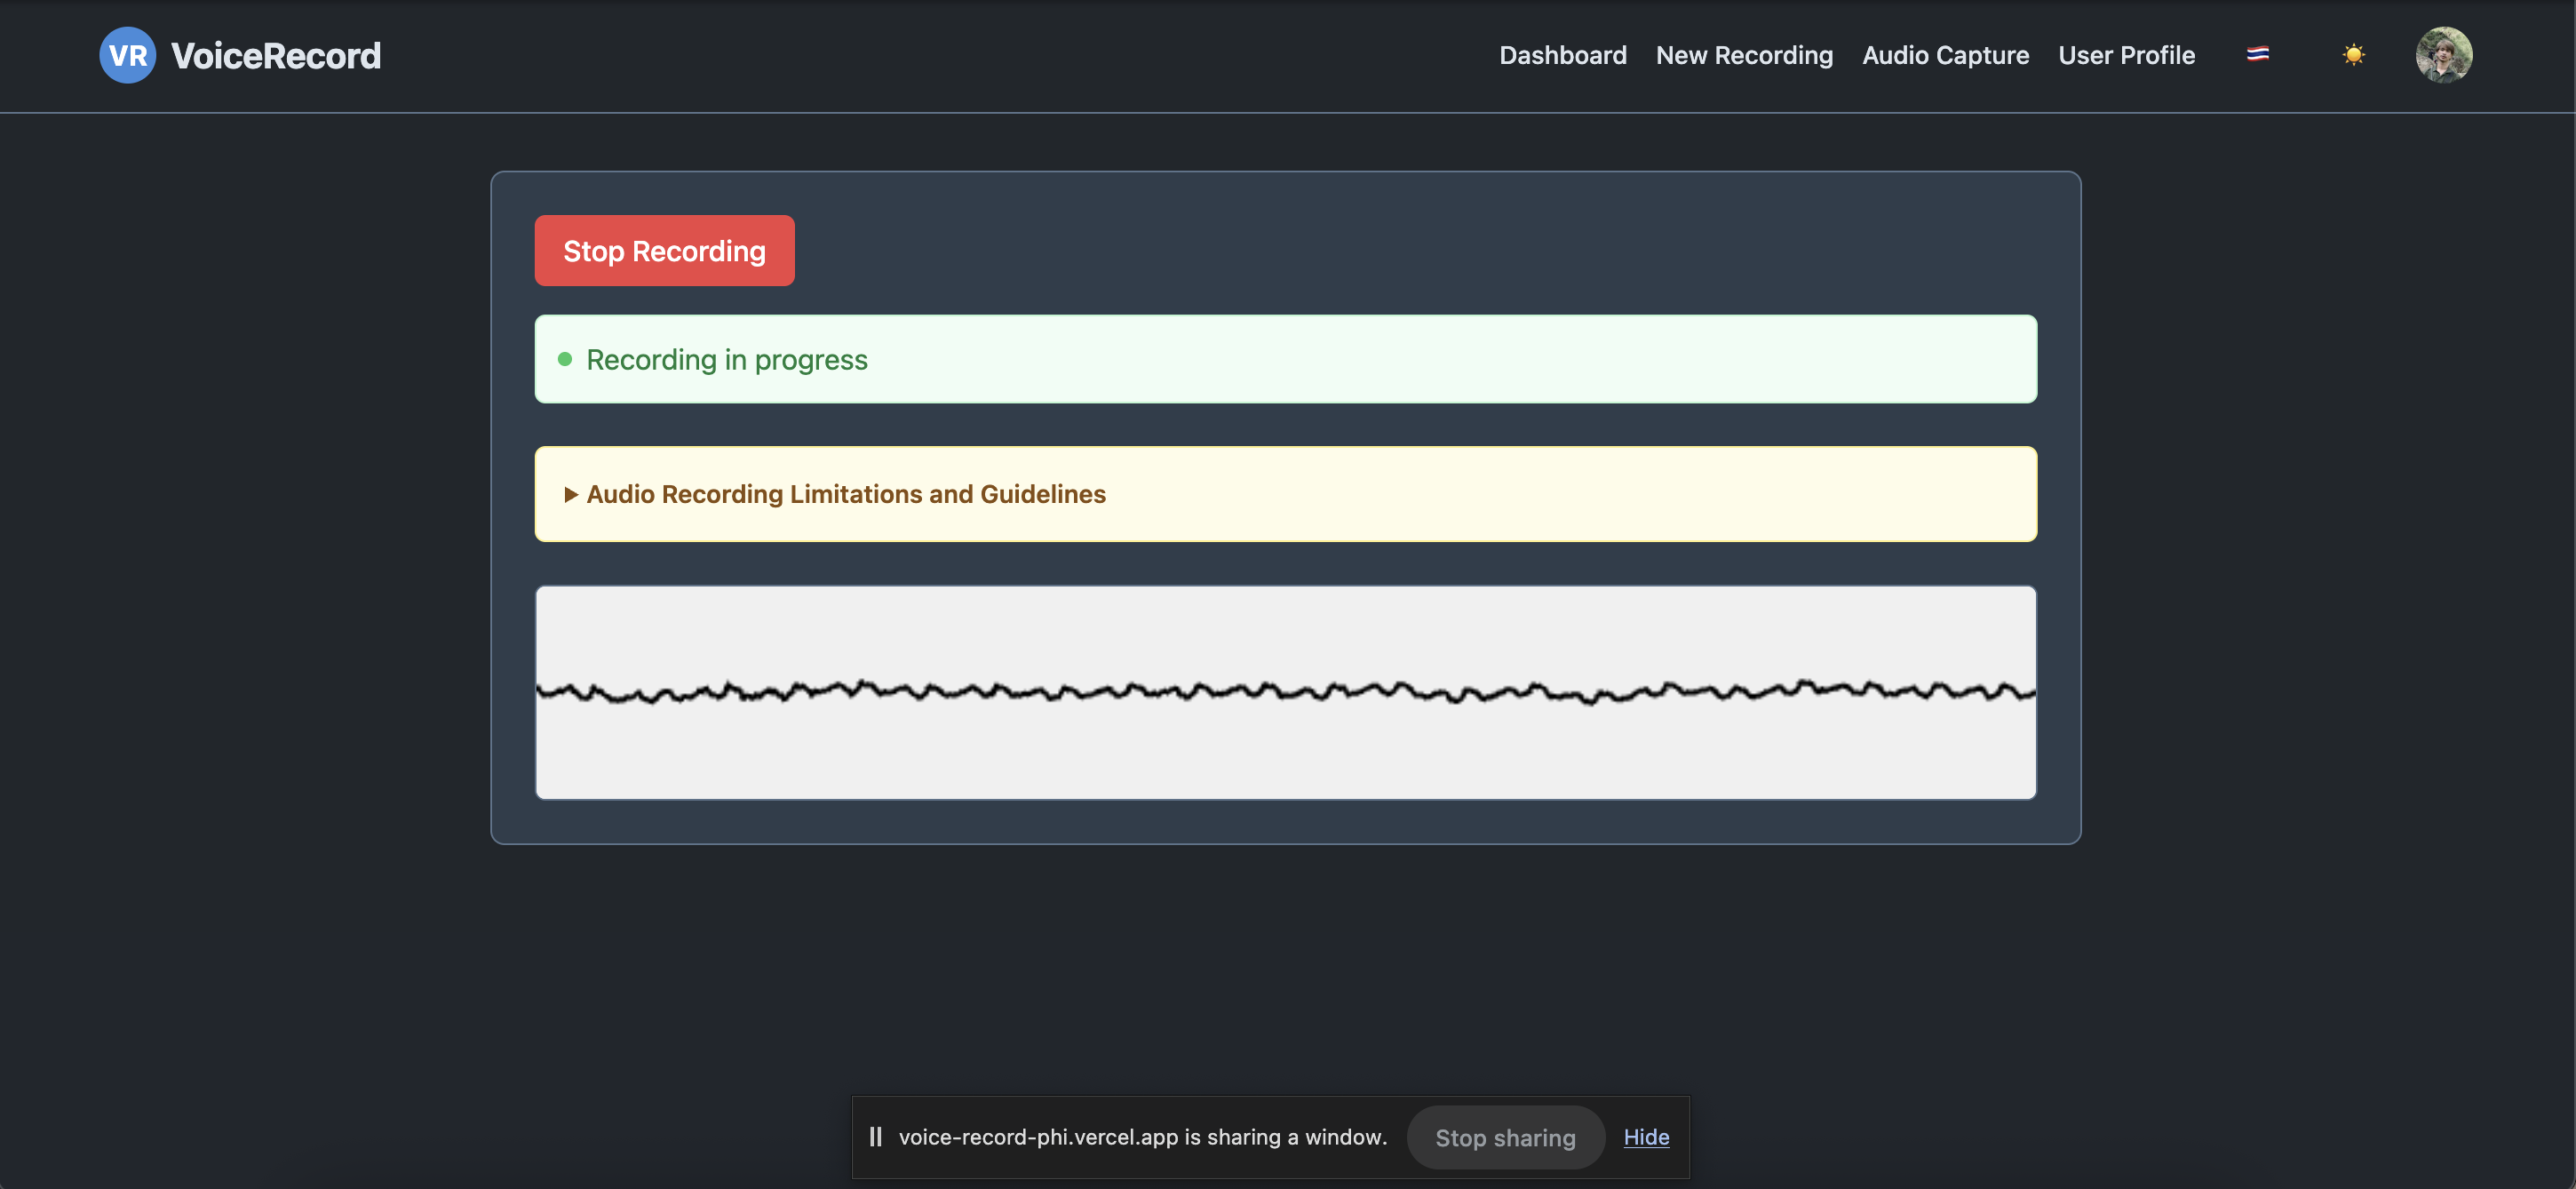 VR VoiceRecord
Dashboard New Recording Audio Capture User Profile
Stop Recording
Recording in progress
Audio Recording Limitations and Guidelines
voice-record-phi.vercel.app is sharing a window. Stop sharing Hide